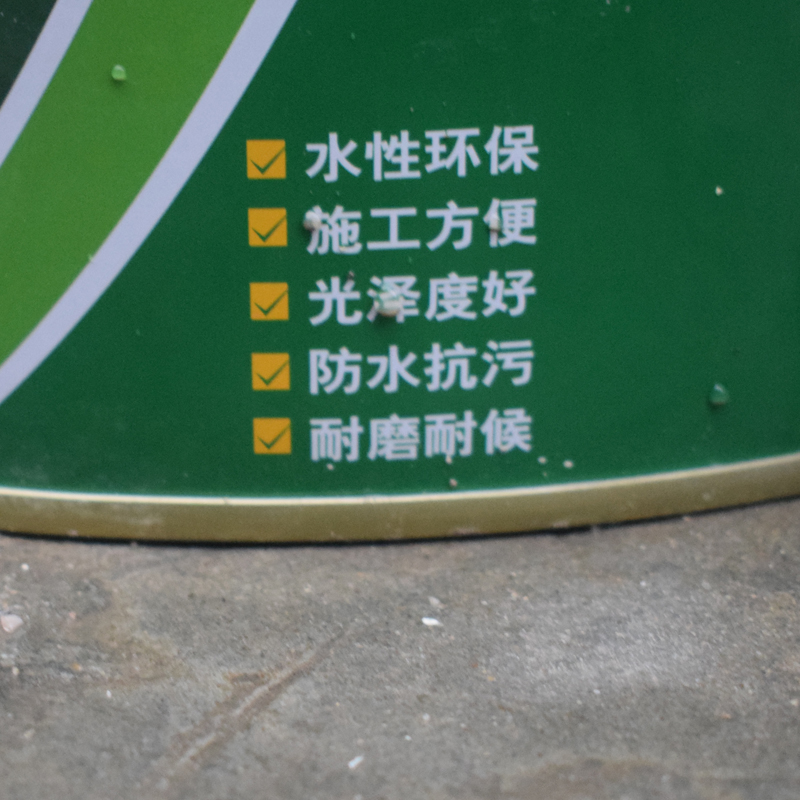 水性环保
施工方便
光泽度好
防水抗污
耐磨耐候